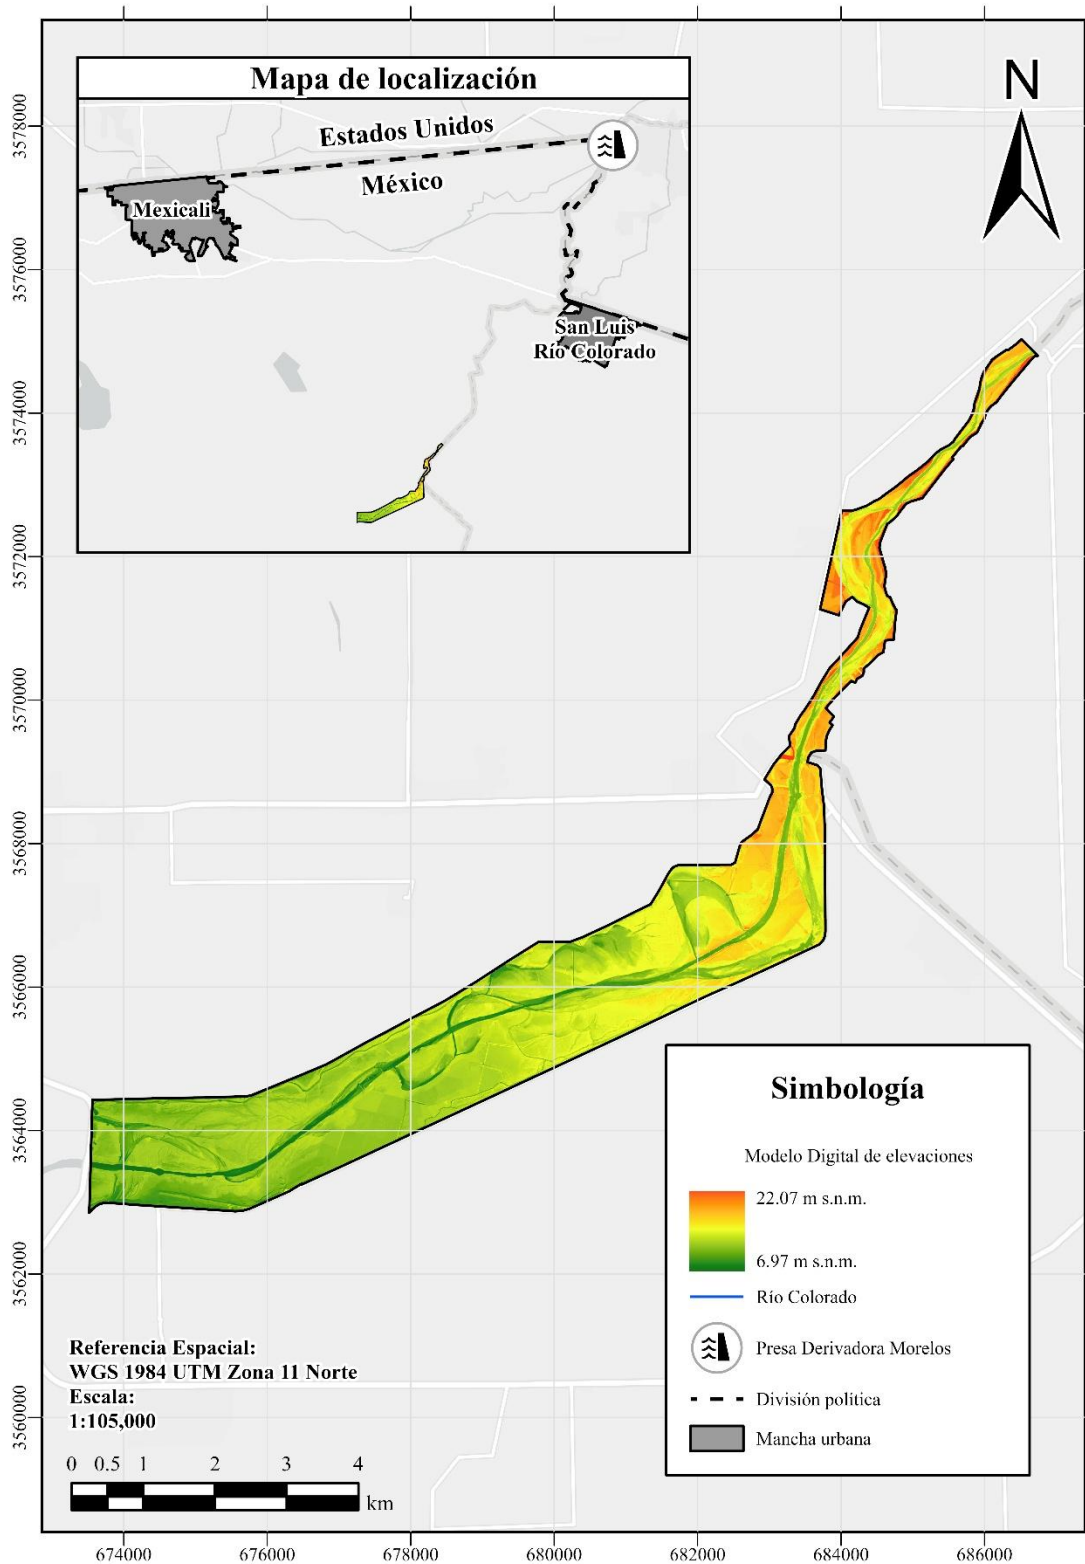 Mapa de localización
Estados Unidos
México
Mexicali
San Luis
Río Colorado
N
3578000
3576000
3574000
3572000
3570000
3568000
3566000
3564000
3562000
3560000
Simbología
Modelo Digital de elevaciones
22.07 m s.n.m.
6.97 m s.n.m.
Río Colorado
Presa Derivadora Morelos
División política
Mancha urbana
Referencia Espacial:
WGS 1984 UTM Zona 11 Norte
Escala:
1:105,000
0 0.5 1 2 3 4
km
674000 676000 678000 680000 682000 684000 686000